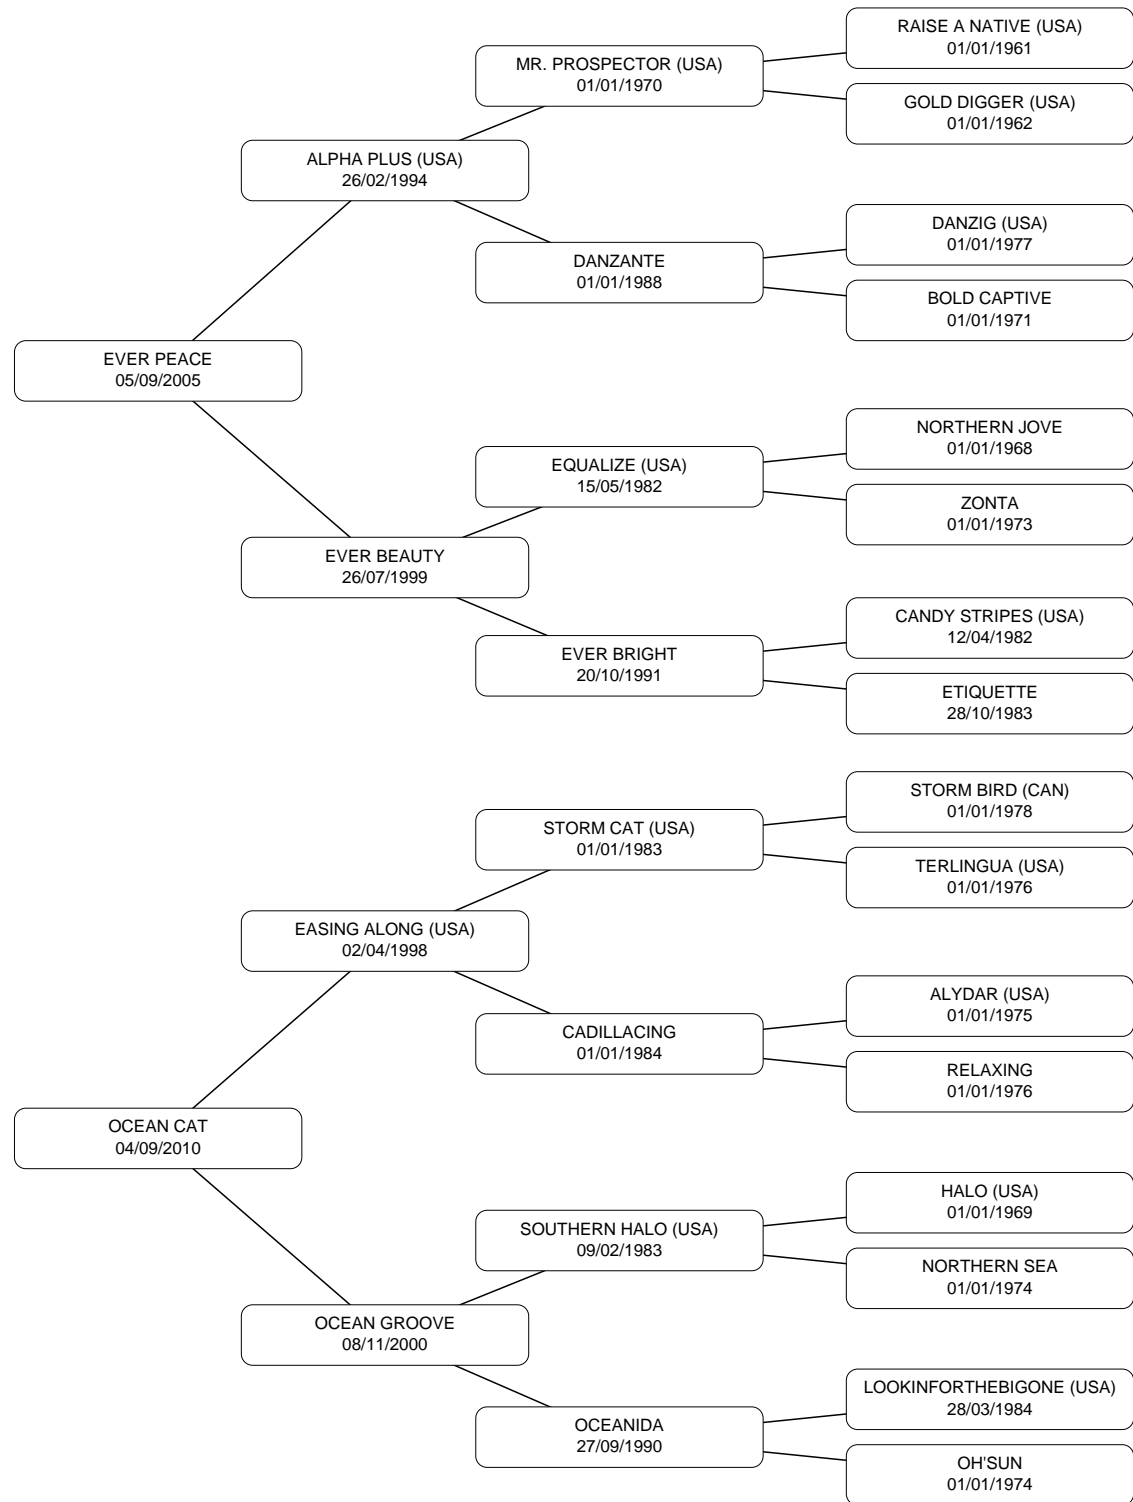 RAISE A NATIVE (USA)
01/01/1961
MR. PROSPECTOR (USA)
01/01/1970
GOLD DIGGER (USA)
01/01/1962
ALPHA PLUS (USA)
26/02/1994
DANZIG (USA)
01/01/1977
DANZANTE
01/01/1988
BOLD CAPTIVE
01/01/1971
EVER PEACE
05/09/2005
NORTHERN JOVE
01/01/1968
EQUALIZE (USA)
15/05/1982
ZONTA
01/01/1973
EVER BEAUTY
26/07/1999
CANDY STRIPES (USA)
12/04/1982
EVER BRIGHT
20/10/1991
ETIQUETTE
28/10/1983
STORM BIRD (CAN)
01/01/1978
STORM CAT (USA)
01/01/1983
TERLINGUA (USA)
01/01/1976
EASING ALONG (USA)
02/04/1998
ALYDAR (USA)
01/01/1975
CADILLACING
01/01/1984
RELAXING
01/01/1976
OCEAN CAT
04/09/2010
HALO (USA)
01/01/1969
SOUTHERN HALO (USA)
09/02/1983
NORTHERN SEA
01/01/1974
OCEAN GROOVE
08/11/2000
LOOKINFORTHEBIGONE (USA)
28/03/1984
OCEANIDA
27/09/1990
OH'SUN
01/01/1974